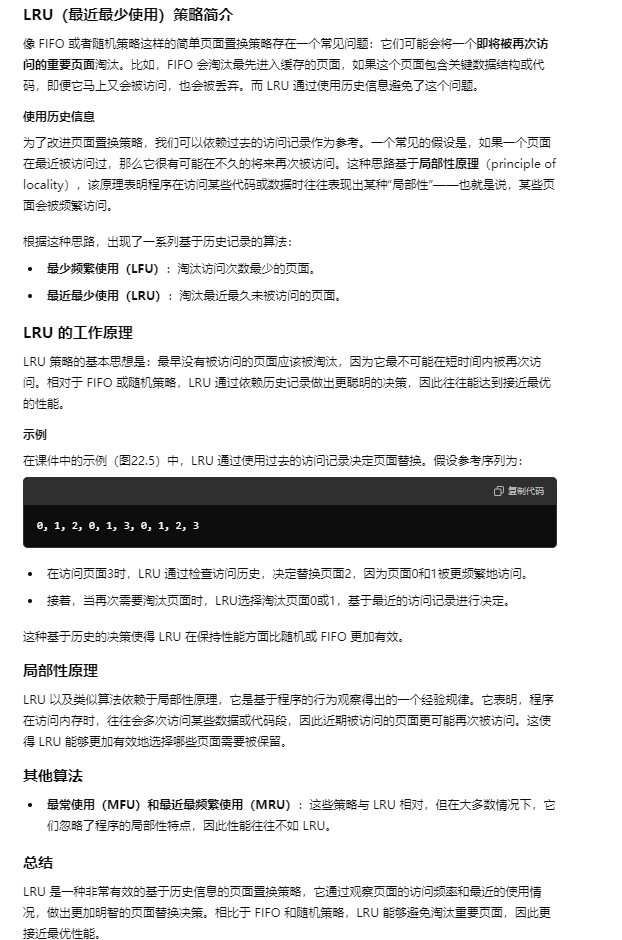 LRU（最近最少使用）策略简介
像 FIFO 或者随机策略这样的简单页面置换策略存在一个常见问题：它们可能会将一个即将被再次访
问的重要页面淘汰。比如，FIFO 会淘汰最先进入缓存的页面，如果这个页面包含关键数据结构或代
码，即便它马上又会被访问，也会被丢弃。而 LRU 通过使用历史信息避免了这个问题。
使用历史信息
为了改进页面置换策略，我们可以依赖过去的访问记录作为参考。一个常见的假设是，如果一个页面
在最近被访问过，那么它很有可能在不久的将来再次被访问。这种思路基于局部性原理（principle of
locality），该原理表明程序在访问某些代码或数据时往往表现出某种“局部性”——也就是说，某些页
面会被频繁访问。
根据这种思路，出现了一系列基于历史记录的算法：
• 最少频繁使用（LFU）：淘汰访问次数最少的页面。
• 最近最少使用（LRU）：淘汰最近最久未被访问的页面。
LRU 的工作原理
LRU 策略的基本思想是：最早没有被访问的页面应该被淘汰，因为它最不可能在短时间内被再次访
问。相对于 FIFO 或随机策略，LRU 通过依赖历史记录做出更聪明的决策，因此往往能达到接近最优
的性能。
示例
在课件中的示例（图22.5）中，LRU 通过使用过去的访问记录决定页面替换。假设参考序列为：
复制代码
0, 1, 2, 0, 1, 3, 0, 1, 2, 3
• 在访问页面3时，LRU 通过检查访问历史，决定替换页面2，因为页面0和1被更频繁地访问。
• 接着，当再次需要淘汰页面时，LRU选择淘汰页面0或1，基于最近的访问记录进行决定。
这种基于历史的决策使得 LRU 在保持性能方面比随机或 FIFO 更加有效。
局部性原理
LRU 以及类似算法依赖于局部性原理，它是基于程序的行为观察得出的一个经验规律。它表明，程序
在访问内存时，往往会多次访问某些数据或代码段，因此近期被访问的页面更可能再次被访问。这使
得 LRU 能够更加有效地选择哪些页面需要被保留。
其他算法
• 最常使用（MFU）和最近最频繁使用（MRU）：这些策略与 LRU 相对，但在大多数情况下，它
们忽略了程序的局部性特点，因此性能往往不如 LRU。
总结
LRU 是一种非常有效的基于历史信息的页面置换策略，它通过观察页面的访问频率和最近的使用情
况，做出更加明智的页面替换决策。相比于 FIFO 和随机策略，LRU 能够避免淘汰重要页面，因此更
接近最优性能。